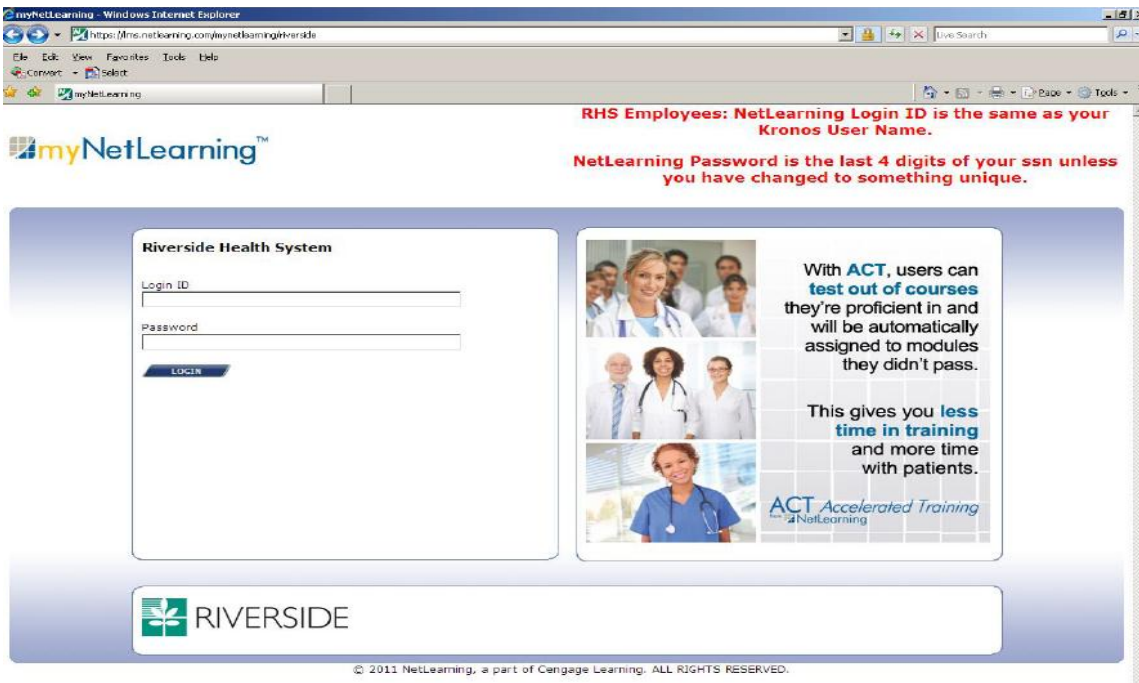 myNetLearning - Windows Internet Explorer
https://lms.netlearning.com/mynetlearning/riverside
Live Search
File Edit View Favorites Tools Help
Convert Select
myNetLearning
Page Tools
RHS Employees: NetLearning Login ID is the same as your
Kronos User Name.
NetLearning Password is the last 4 digits of your ssn unless
you have changed to something unique.
myNetLearning™
Riverside Health System
Login ID
Password
LOGIN
With ACT, users can
test out of courses
they're proficient in and
will be automatically
assigned to modules
they didn't pass.
This gives you less
time in training
and more time
with patients.
ACT Accelerated Training
from NetLearning
RIVERSIDE
© 2011 NetLearning, a part of Cengage Learning. ALL RIGHTS RESERVED.